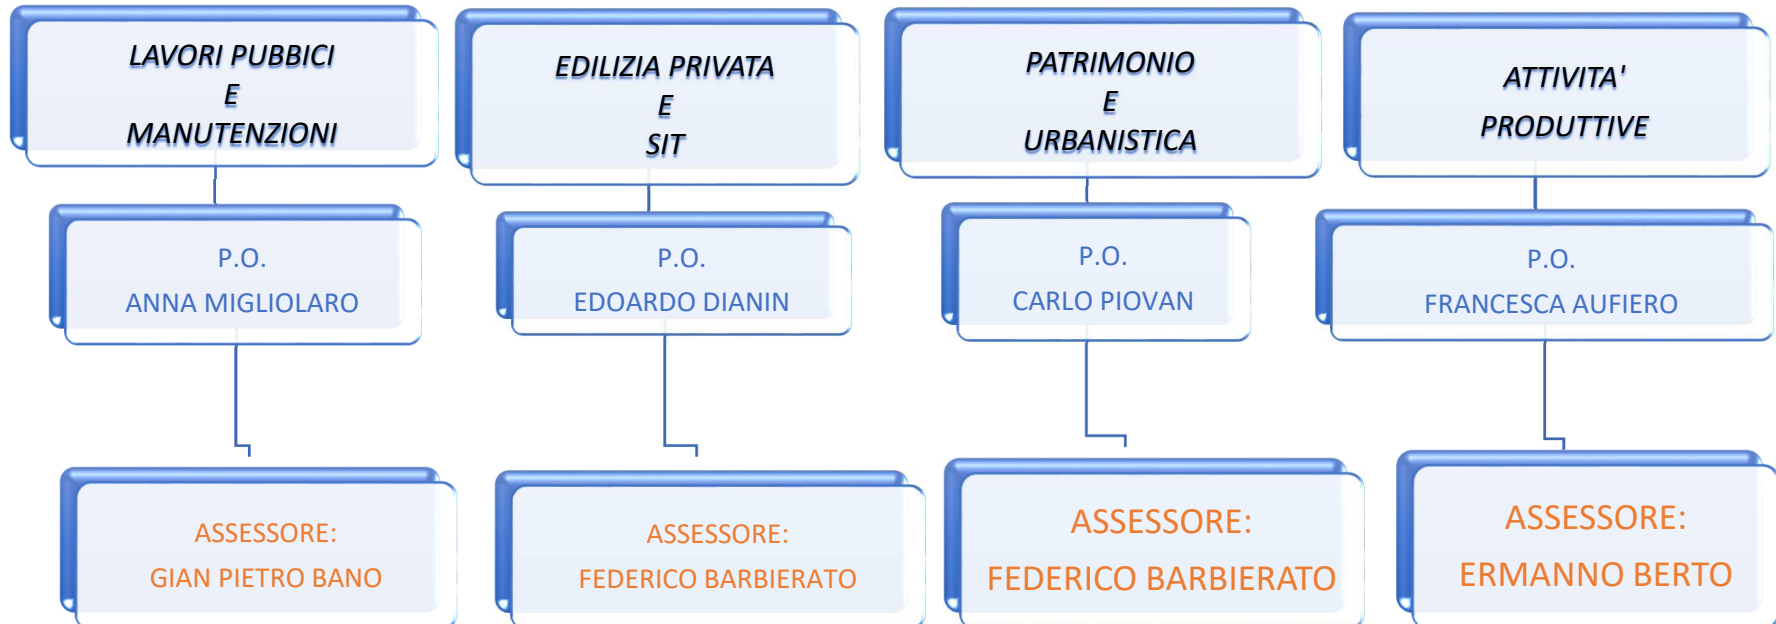 LAVORI PUBBICI
E
MANUTENZIONI
P.O.
ANNA MIGLIOLARO
ASSESSORE:
GIAN PIETRO BANO
EDILIZIA PRIVATA
E
SIT
P.O.
EDOARDO DIANIN
ASSESSORE:
FEDERICO BARBIERATO
PATRIMONIO
E
URBANISTICA
P.O.
CARLO PIOVAN
ASSESSORE:
FEDERICO BARBIERATO
ATTIVITA'
PRODUTTIVE
P.O.
FRANCESCA AUFIERO
ASSESSORE:
ERMANNO BERTO